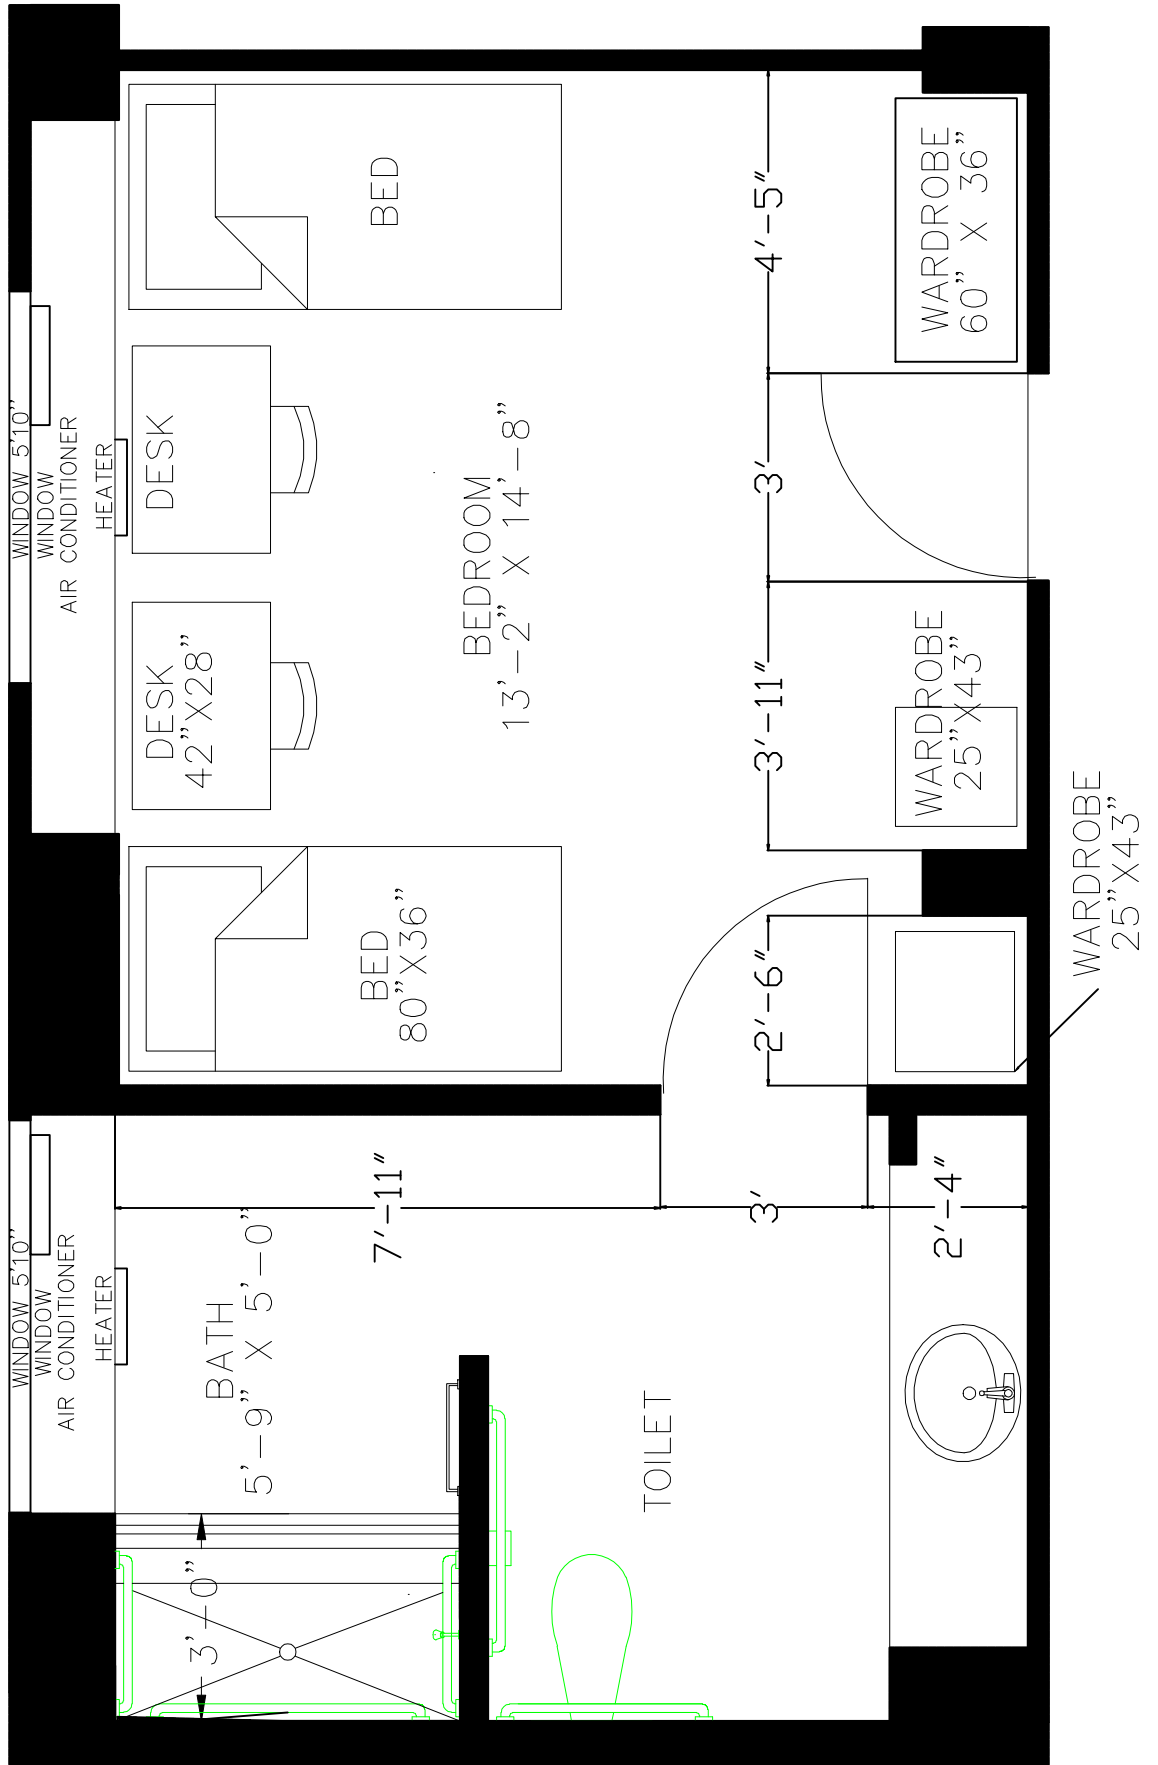 WINDOW 5'10"
WINDOW
AIR CONDITIONER
HEATER
BATH
5'-9" X 5'-0"
3'-0"
7'-11"
3'
2'-4"
TOILET
WINDOW 5'10"
WINDOW
AIR CONDITIONER
HEATER
DESK
42"X28"
DESK
BED
80"X36"
BED
BEDROOM
13'-2" X 14'-8"
2'-6"
3'-11"
3'
4'-5"
WARDROBE
25"X43"
WARDROBE
60" X 36"
WARDROBE
25"X43"